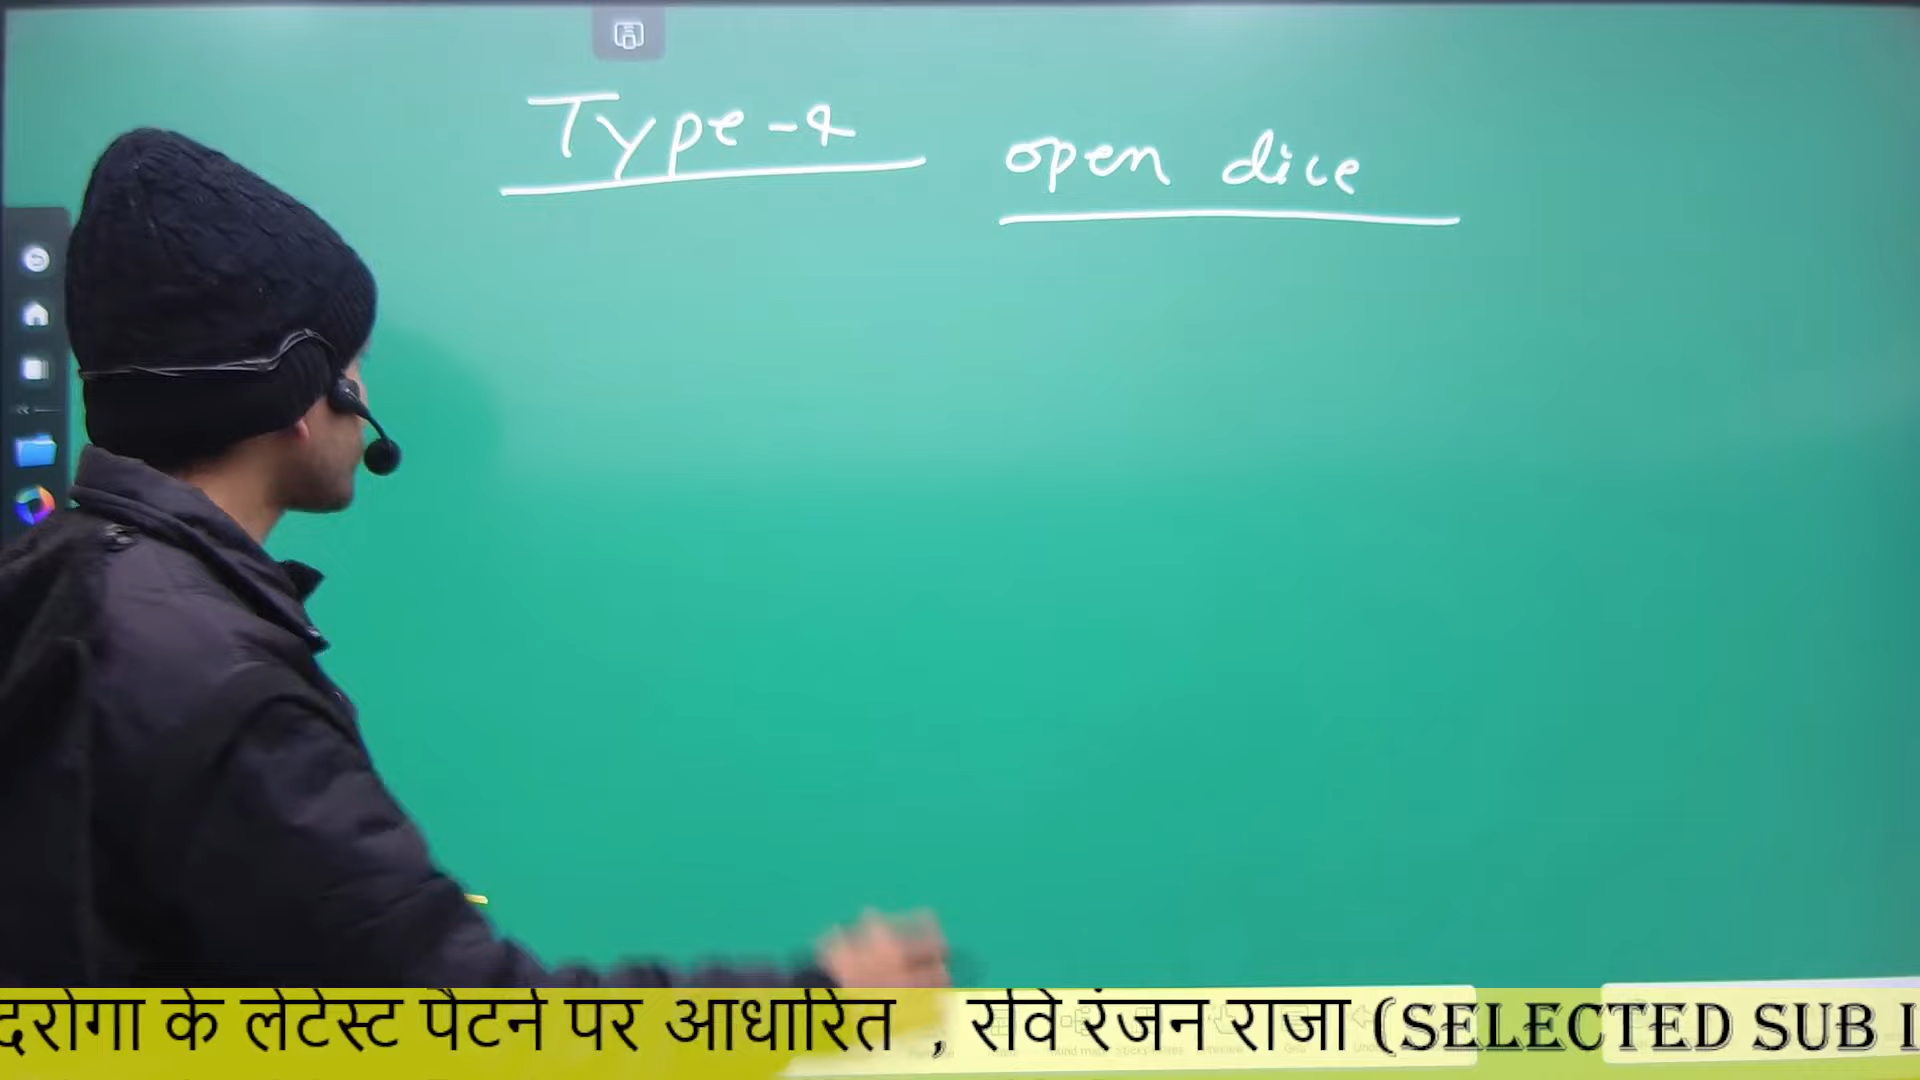 Type-4
open dice
दरोगा के लेटेस्ट पैटर्न पर आधारित , रवि रंजन राजा (SELECTED SUB I